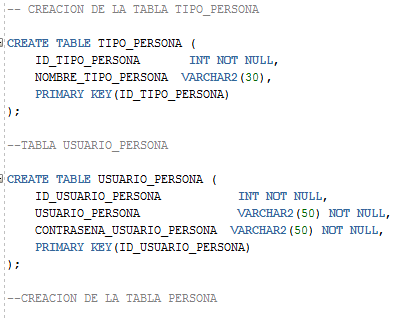 -- CREACION DE LA TABLA TIPO_PERSONA
CREATE TABLE TIPO_PERSONA (
ID_TIPO_PERSONA INT NOT NULL,
NOMBRE_TIPO_PERSONA VARCHAR2(30),
PRIMARY KEY(ID_TIPO_PERSONA)
);
--TABLA USUARIO_PERSONA
CREATE TABLE USUARIO_PERSONA (
ID_USUARIO_PERSONA INT NOT NULL,
USUARIO_PERSONA VARCHAR2(50) NOT NULL,
CONTRASENA_USUARIO_PERSONA VARCHAR2(50) NOT NULL,
PRIMARY KEY(ID_USUARIO_PERSONA)
);
--CREACION DE LA TABLA PERSONA